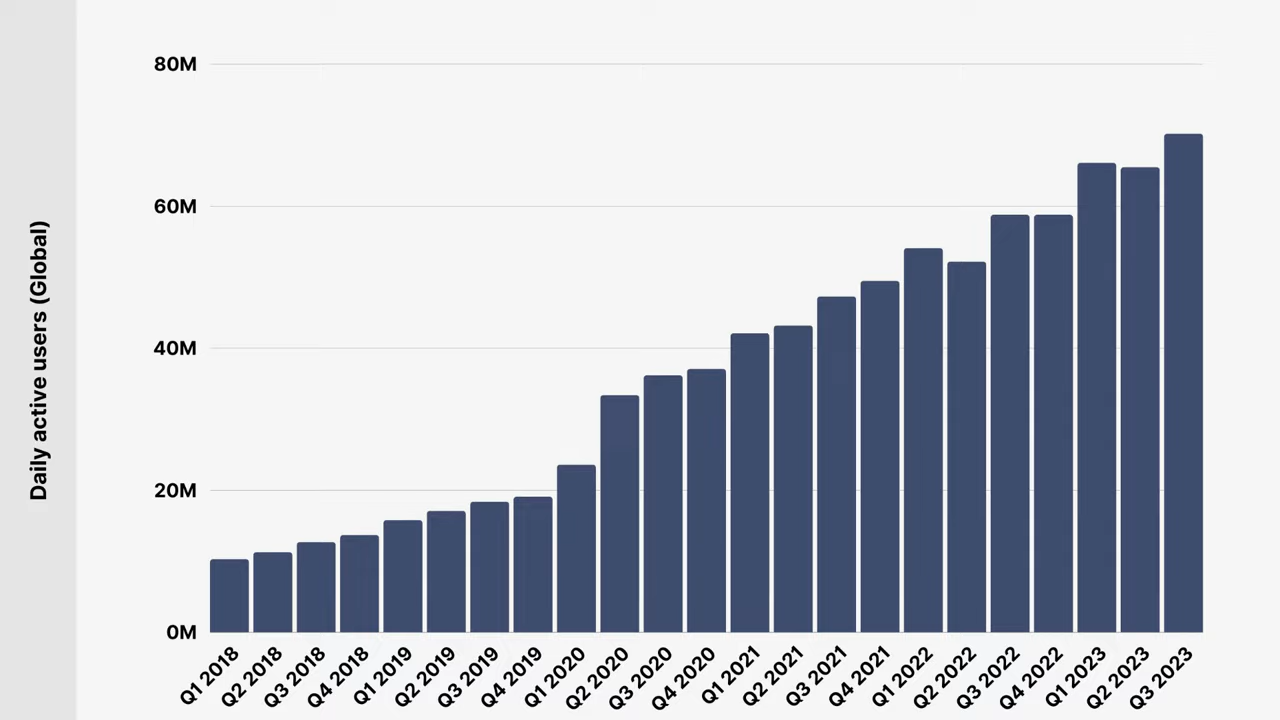 Daily active users (Global)
80M
60M
40M
20M
0M
Q1 2018
Q2 2018
Q3 2018
Q4 2018
Q1 2019
Q2 2019
Q3 2019
Q4 2019
Q1 2020
Q2 2020
Q3 2020
Q4 2020
Q1 2021
Q2 2021
Q3 2021
Q4 2021
Q1 2022
Q2 2022
Q3 2022
Q4 2022
Q1 2023
Q2 2023
Q3 2023